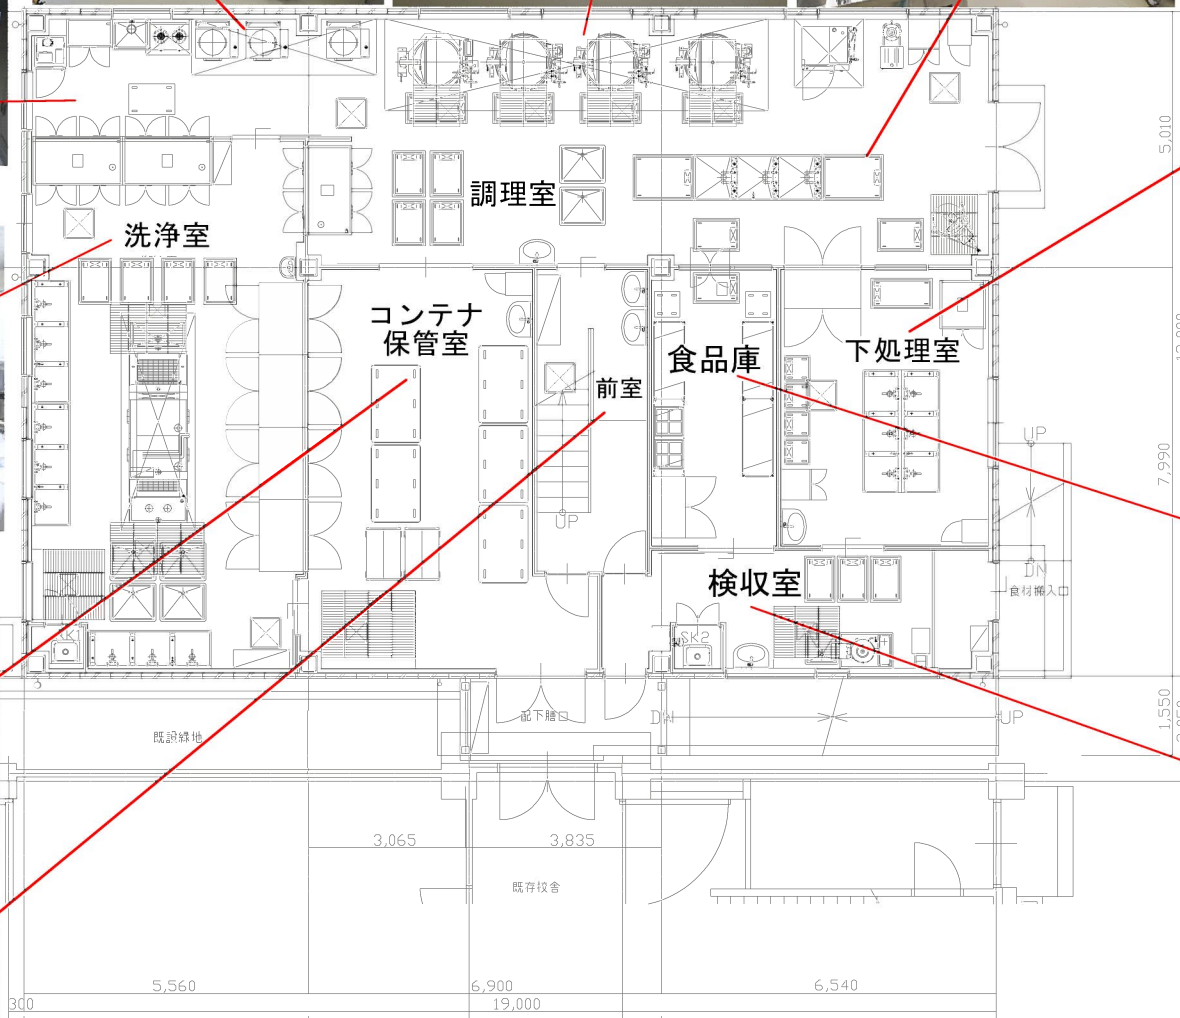 5,010
調理室
洗浄室
コンテナ
保管室
食品庫
下処理室
前室
UP
7,990
UP
DN
検収室
食材搬入口
SK1
SK2
配下膳口
DN
UP
1,550
既設緑地
3,065
3,835
既存校舎
5,560
6,900
6,540
300
19,000